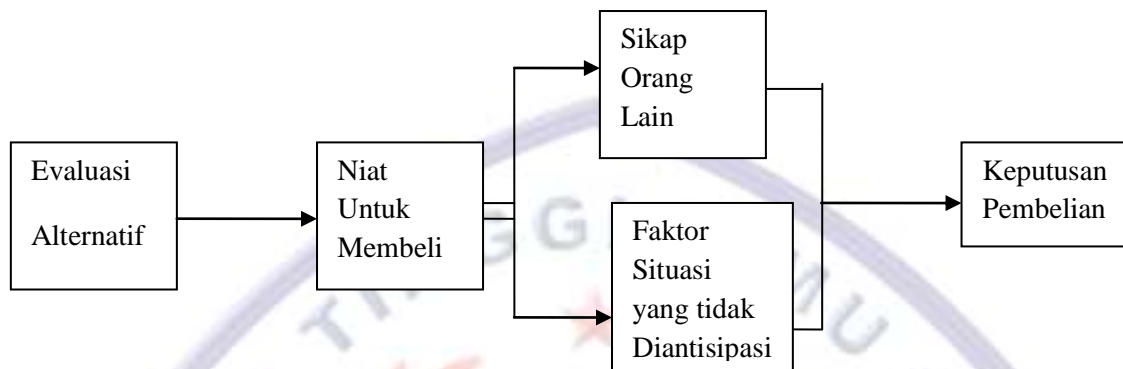 Evaluasi
Alternatif
Niat
Untuk
Membeli
Sikap
Orang
Lain
Faktor
Situasi
yang tidak
Diantisipasi
Keputusan
Pembelian